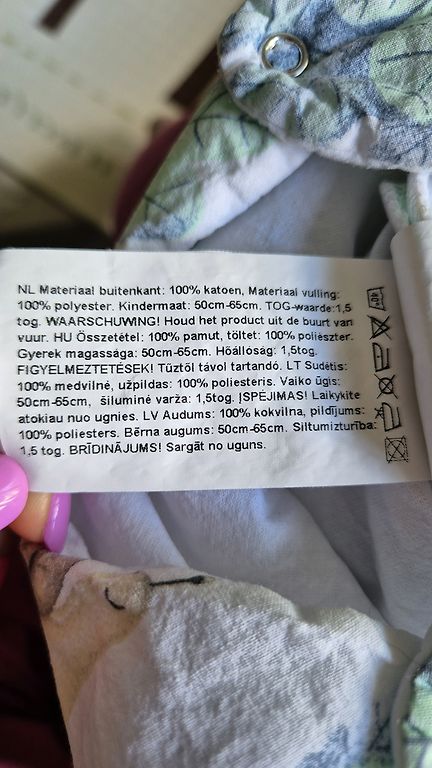 NL Materiaal buitenkant: 100% katoen, Materiaal vulling:
100% polyester. Kindermaat: 50cm-65cm. TOG-waarde:1,5
tog. WAARSCHUWING! Houd het product uit de buurt van
vuur. HU Összetétel: 100% pamut, töltet: 100% poliészter.
Gyerek magassága: 50cm-65cm. Hőállóság: 1,5tog.
FIGYELMEZTETÉSEK! Tűztől távol tartandó. LT Sudėtis:
100% medvilnė, užpildas: 100% poliesteris. Vaiko ūgis:
50cm-65cm, šiluminė varža: 1,5tog. ĮSPĖJIMAS! Laikykite
atokiau nuo ugnies. LV Audums: 100% kokvilna, pildījums:
100% poliesters. Bērna augums: 50cm-65cm. Siltumizturība:
1,5 tog. BRĪDINĀJUMS! Sargāt no uguns.
40°